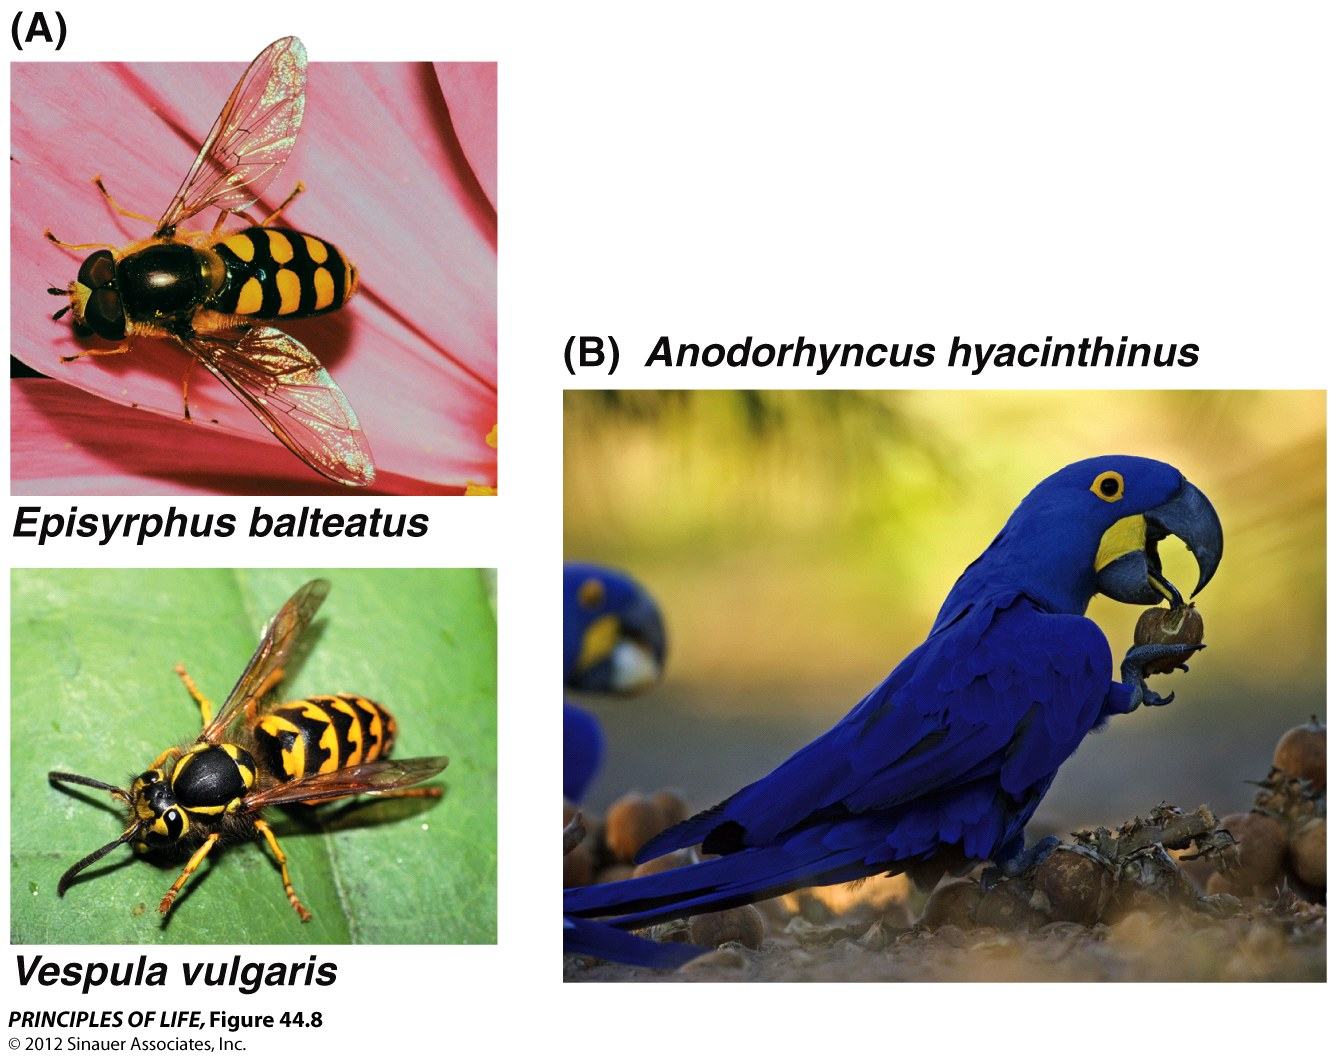 (A)
Episyrphus balteatus
Vespula vulgaris
(B) Anodorhyncus hyacinthinus
PRINCIPLES OF LIFE, Figure 44.8
© 2012 Sinauer Associates, Inc.